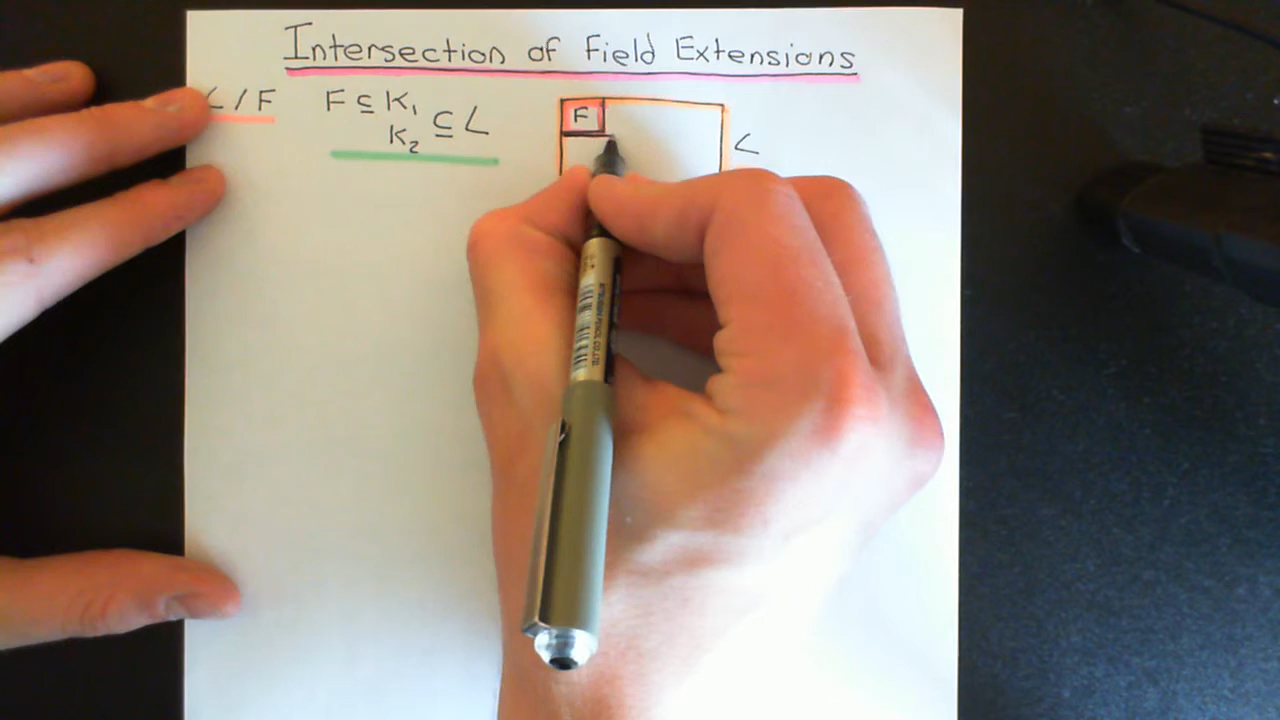 Intersection of Field Extensions
L / F F ⊆ K₁
K₂ ⊆ L
F
L